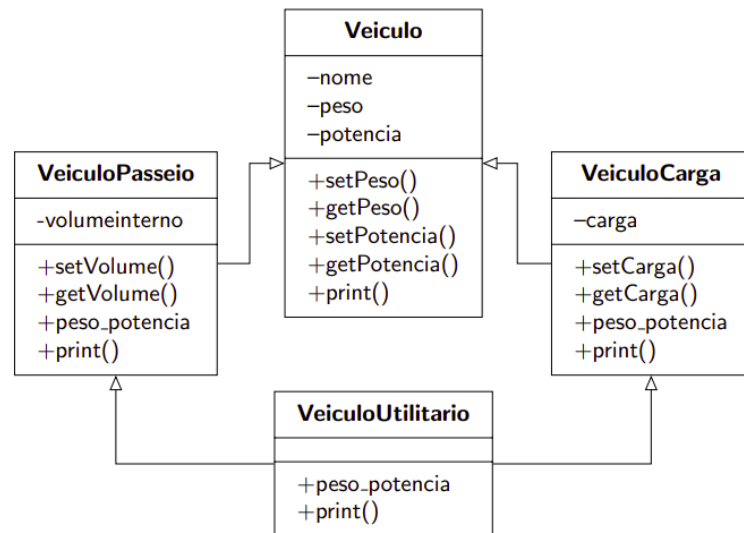 Veiculo
–nome
–peso
–potencia
+setPeso()
+getPeso()
+setPotencia()
+getPotencia()
+print()
VeiculoPasseio
-volumeinterno
+setVolume()
+getVolume()
+peso_potencia
+print()
VeiculoCarga
–carga
+setCarga()
+getCarga()
+peso_potencia
+print()
VeiculoUtilitario
+peso_potencia
+print()